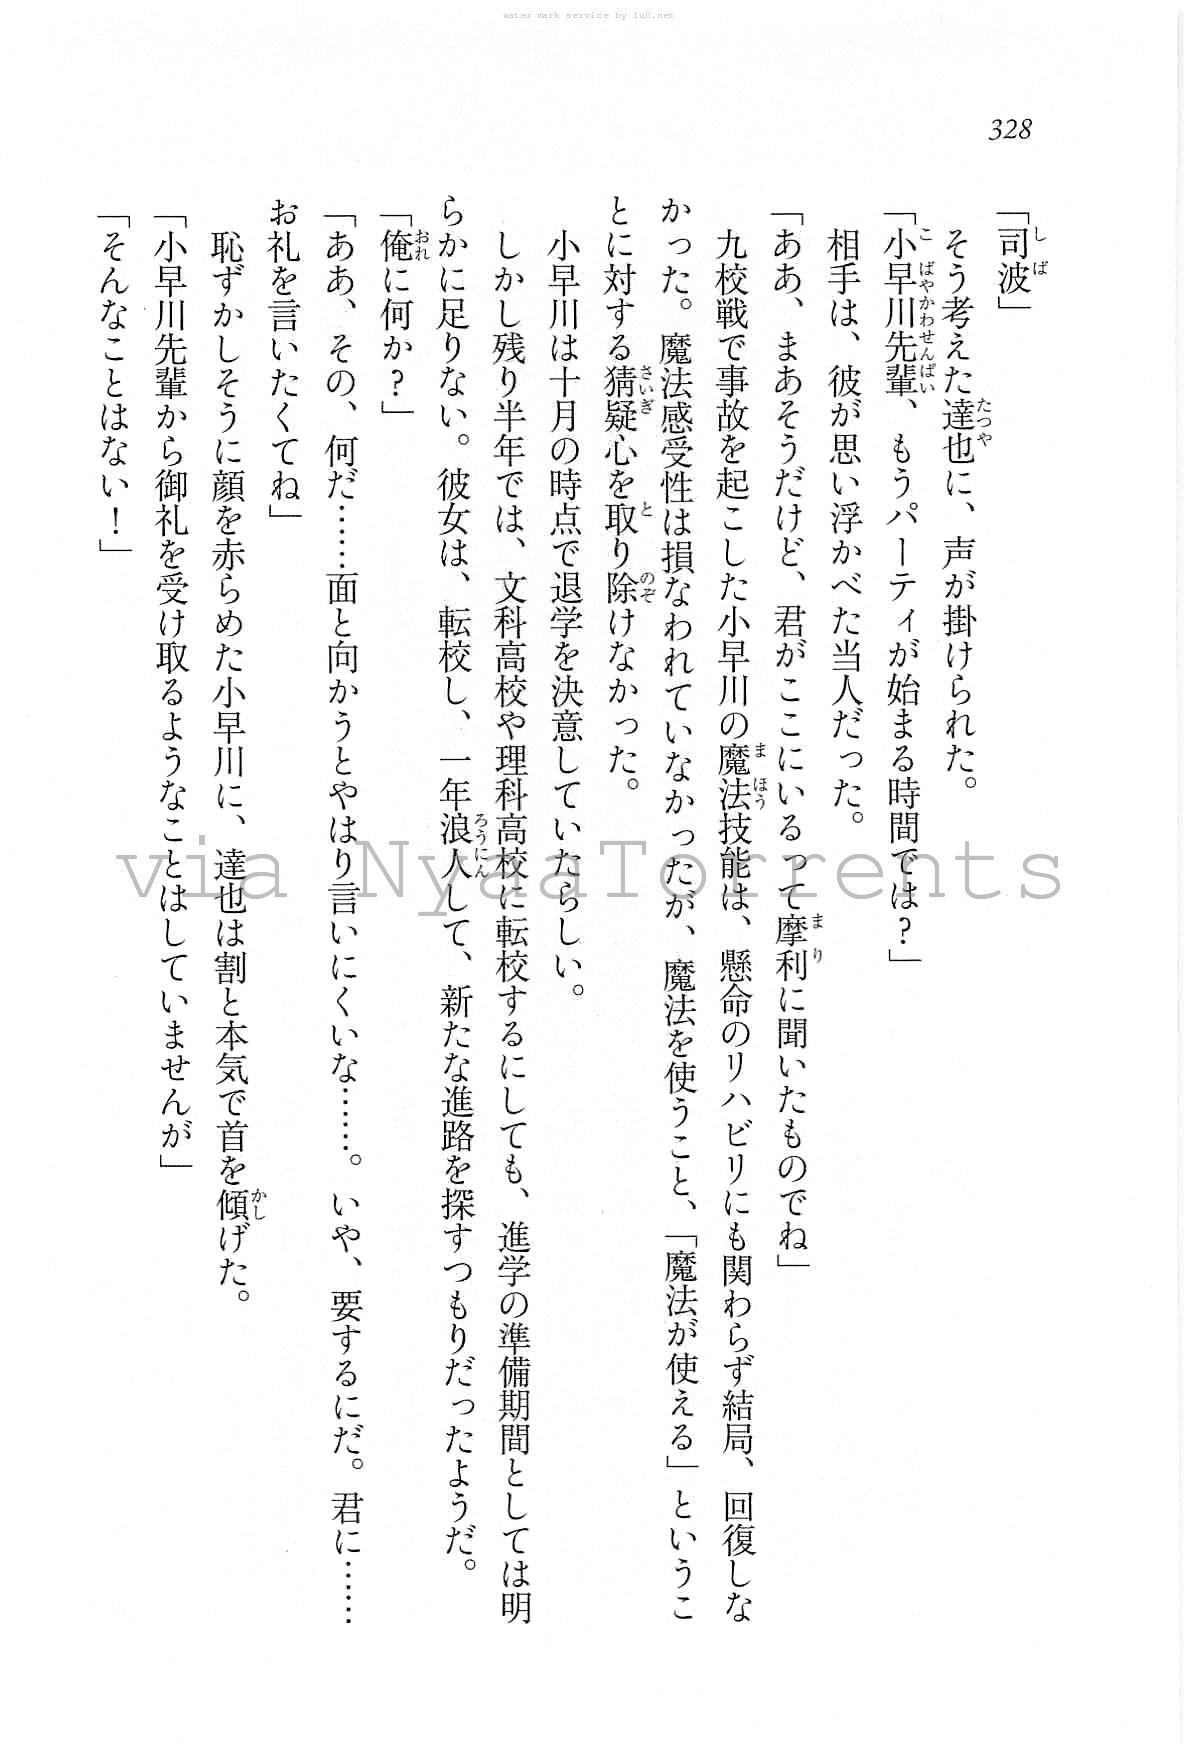 water mark service by 1u0.net
328
「司波」
そう考えた達也に、声が掛けられた。
「小早川先輩、もうパーティが始まる時間では？」
相手は、彼が思い浮かべた当人だった。
「ああ、まあそうだけど、君がここにいるって摩利に聞いたものでね」
九校戦で事故を起こした小早川の魔法技能は、懸命のリハビリにも関わらず結局、回復しな
かった。魔法感受性は損なわれていなかったが、魔法を使うこと、「魔法が使える」というこ
とに対する猜疑心を取り除けなかった。
小早川は十月の時点で退学を決意していたらしい。
しかし残り半年では、文科高校や理科高校に転校するにしても、進学の準備期間としては明
らかに足りない。彼女は、転校し、一年浪人して、新たな進路を探すつもりだったようだ。
「俺に何か？」
「ああ、その、何だ……面と向かうとやはり言いにくいな……。いや、要するにだ。君に……
お礼を言いたくてね」
恥ずかしそうに顔を赤らめた小早川に、達也は割と本気で首を傾げた。
「小早川先輩から御礼を受け取るようなことはしていませんが」
「そんなことはない！」
via NyaaTorrents